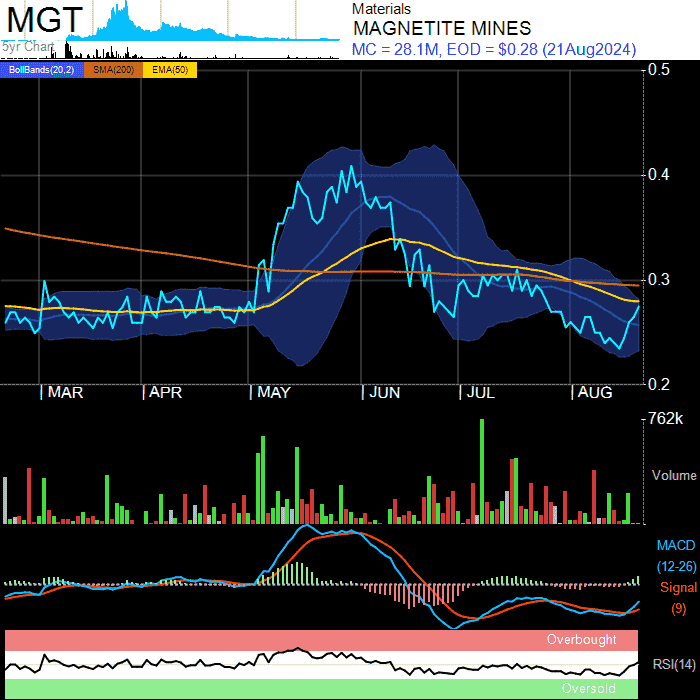 MGT
5yr Chart
Materials
MAGNETITE MINES
MC = 28.1M, EOD = $0.28 (21Aug2024)
BollBands(20,2) SMA(200) EMA(50)
0.5
0.4
0.3
0.2
MAR APR MAY JUN JUL AUG
762k
Volume
MACD
(12-26)
Signal
(9)
Overbought
RSI(14)
Oversold